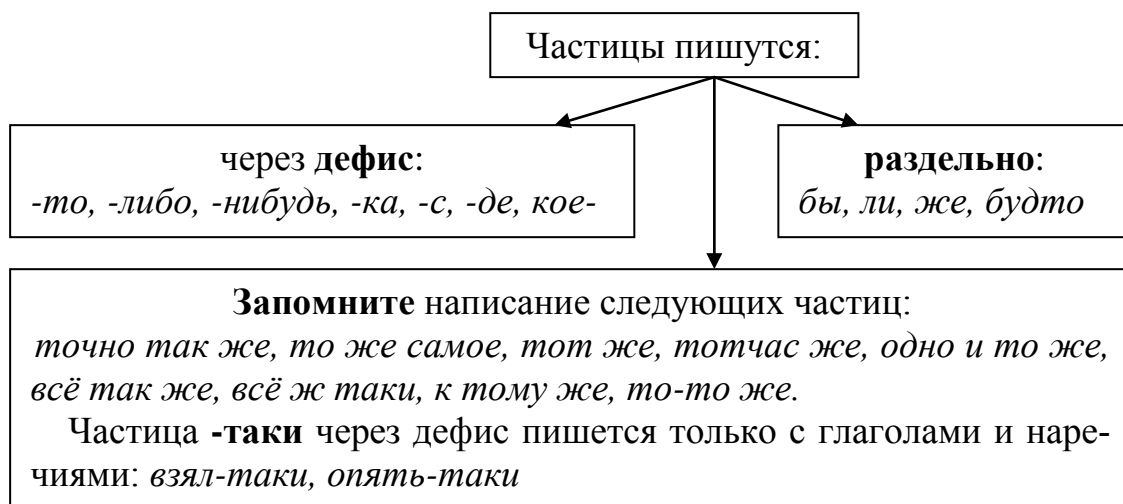 Частицы пишутся:
через дефис:
-то, -либо, -нибудь, -ка, -с, -де, кое-
раздельно:
бы, ли, же, будто
Запомните написание следующих частиц:
точно так же, то же самое, тот же, тотчас же, одно и то же,
всё так же, всё ж таки, к тому же, то-то же.
Частица -таки через дефис пишется только с глаголами и наре-
чиями: взял-таки, опять-таки